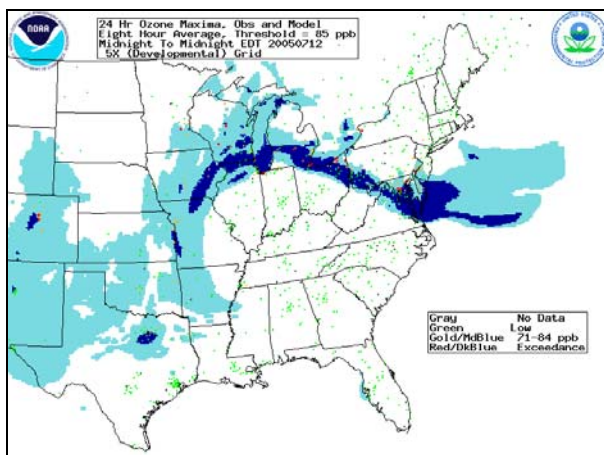 NOAA
24 Hr Ozone Maxima, Obs and Model
Eight Hour Average, Threshold = 85 ppb
Midnight To Midnight EDT 20050712
5X (Developmental) Grid
Gray No Data
Green Low
Gold/MdBlue 71-84 ppb
Red/DkBlue Exceedance